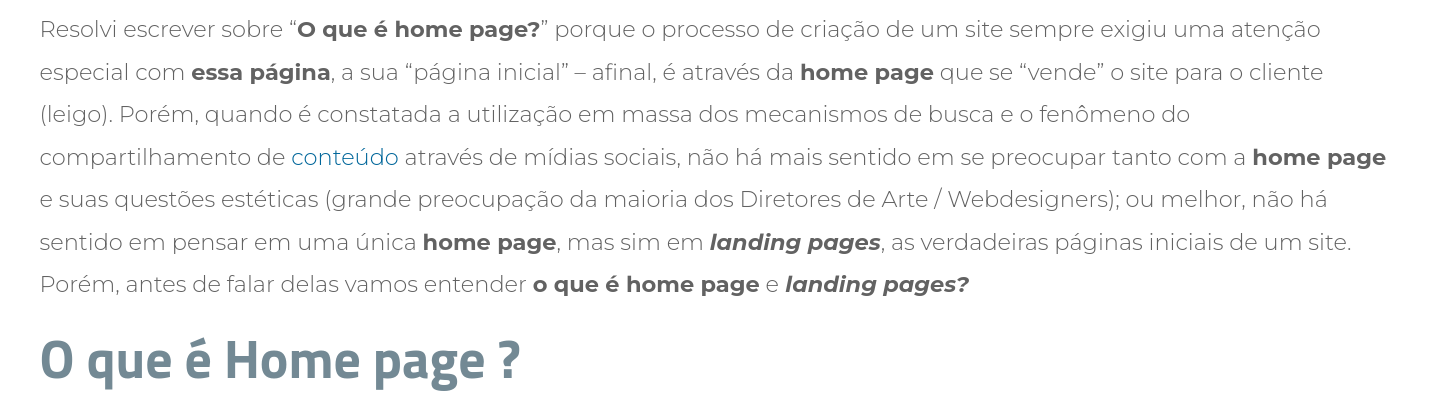 Resolvi escrever sobre “O que é home page?” porque o processo de criação de um site sempre exigiu uma atenção
especial com essa página, a sua “página inicial” – afinal, é através da home page que se “vende” o site para o cliente
(leigo). Porém, quando é constatada a utilização em massa dos mecanismos de busca e o fenômeno do
compartilhamento de conteúdo através de mídias sociais, não há mais sentido em se preocupar tanto com a home page
e suas questões estéticas (grande preocupação da maioria dos Diretores de Arte / Webdesigners); ou melhor, não há
sentido em pensar em uma única home page, mas sim em landing pages, as verdadeiras páginas iniciais de um site.
Porém, antes de falar delas vamos entender o que é home page e landing pages?
O que é Home page ?